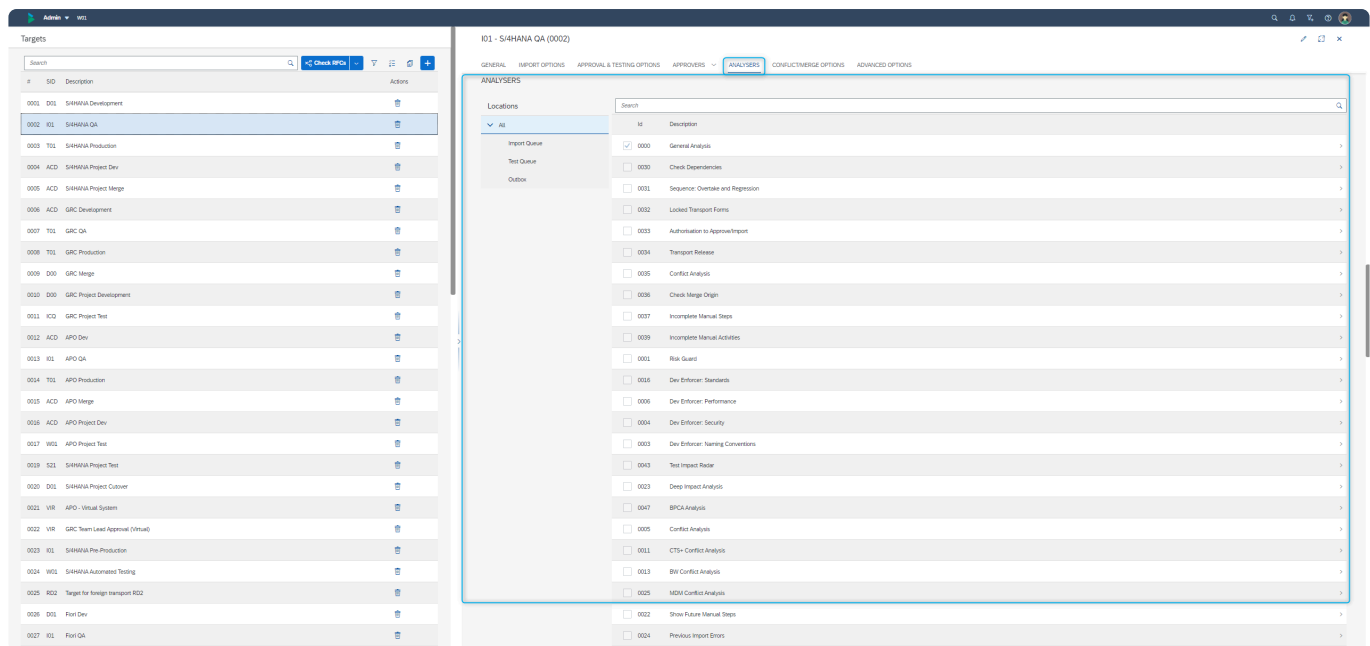 Admin W01
Targets
Search
Check RFCs
# SID Description Actions
0001 D01 S/4HANA Development
0002 I01 S/4HANA QA
0003 T01 S/4HANA Production
0004 ACD S/4HANA Project Dev
0005 ACD S/4HANA Project Merge
0006 ACD GRC Development
0007 T01 GRC QA
0008 T01 GRC Production
0009 D00 GRC Merge
0010 D00 GRC Project Development
0011 ICQ GRC Project Test
0012 ACD APO Dev
0013 I01 APO QA
0014 T01 APO Production
0015 ACD APO Merge
0016 ACD APO Project Dev
0017 W01 APO Project Test
0019 S21 S/4HANA Project Test
0020 D01 S/4HANA Project Cutover
0021 VIR APO - Virtual System
0022 VIR GRC Team Lead Approval (Virtual)
0023 I01 S/4HANA Pre-Production
0024 W01 S/4HANA Automated Testing
0025 RD2 Target for foreign transport RD2
0026 D01 Fiori Dev
0027 I01 Fiori QA
I01 - S/4HANA QA (0002)
GENERAL IMPORT OPTIONS APPROVAL & TESTING OPTIONS APPROVERS ANALYSERS CONFLICT/MERGE OPTIONS ADVANCED OPTIONS
ANALYSERS
Locations
All
Import Queue
Test Queue
Outbox
Search
Id Description
0000 General Analysis
0030 Check Dependencies
0031 Sequence: Overtake and Regression
0032 Locked Transport Forms
0033 Authorisation to Approve/Import
0034 Transport Release
0035 Conflict Analysis
0036 Check Merge Origin
0037 Incomplete Manual Steps
0039 Incomplete Manual Activities
0001 Risk Guard
0016 Dev Enforcer: Standards
0006 Dev Enforcer: Performance
0004 Dev Enforcer: Security
0003 Dev Enforcer: Naming Conventions
0043 Test Impact Radar
0023 Deep Impact Analysis
0047 BPCA Analysis
0005 Conflict Analysis
0011 CTS+ Conflict Analysis
0013 BW Conflict Analysis
0025 MDM Conflict Analysis
0022 Show Future Manual Steps
0024 Previous Import Errors